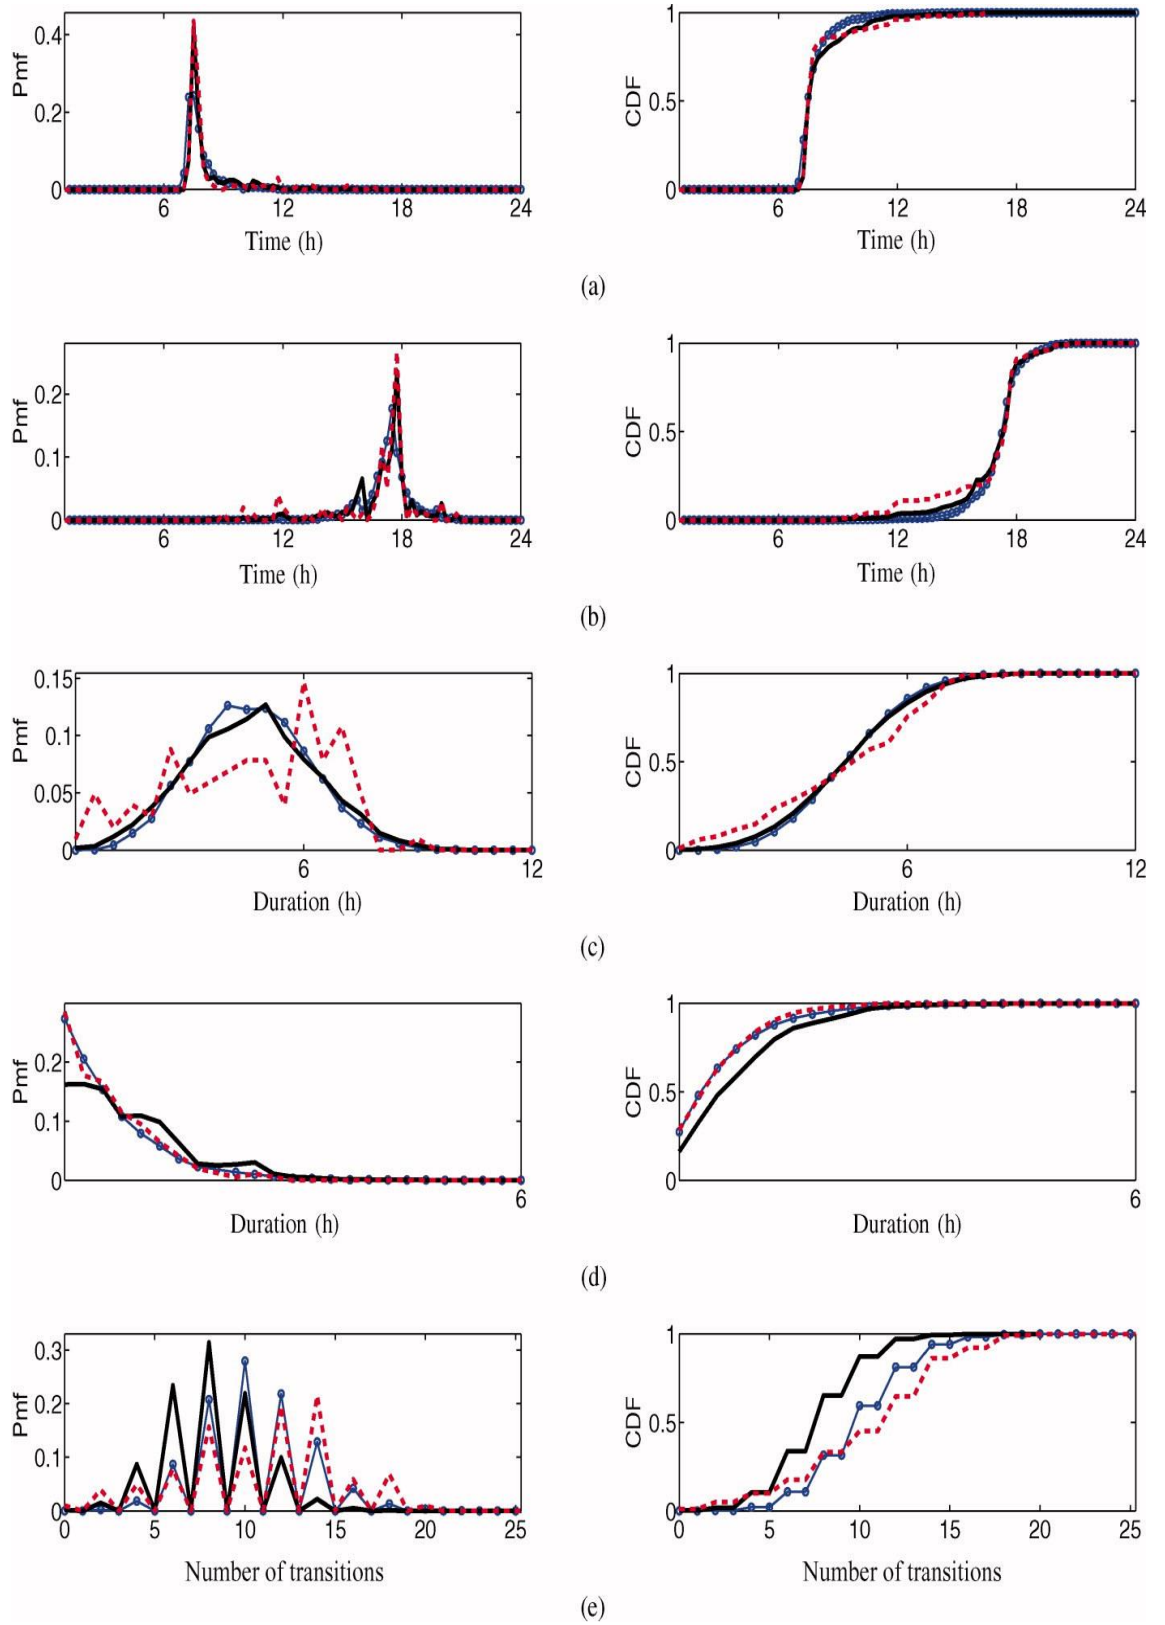 Pmf
0.4
0.2
0
6 12 18 24
Time (h)
CDF
1
0.5
0
6 12 18 24
Time (h)
(a)
Pmf
0.2
0.1
0
6 12 18 24
Time (h)
CDF
1
0.5
0
6 12 18 24
Time (h)
(b)
Pmf
0.15
0.1
0.05
0
6 12
Duration (h)
CDF
1
0.5
0
6 12
Duration (h)
(c)
Pmf
0.2
0.1
0
6
Duration (h)
CDF
1
0.5
0
6
Duration (h)
(d)
Pmf
0.3
0.2
0.1
0
0 5 10 15 20 25
Number of transitions
CDF
1
0.5
0
0 5 10 15 20 25
Number of transitions
(e)